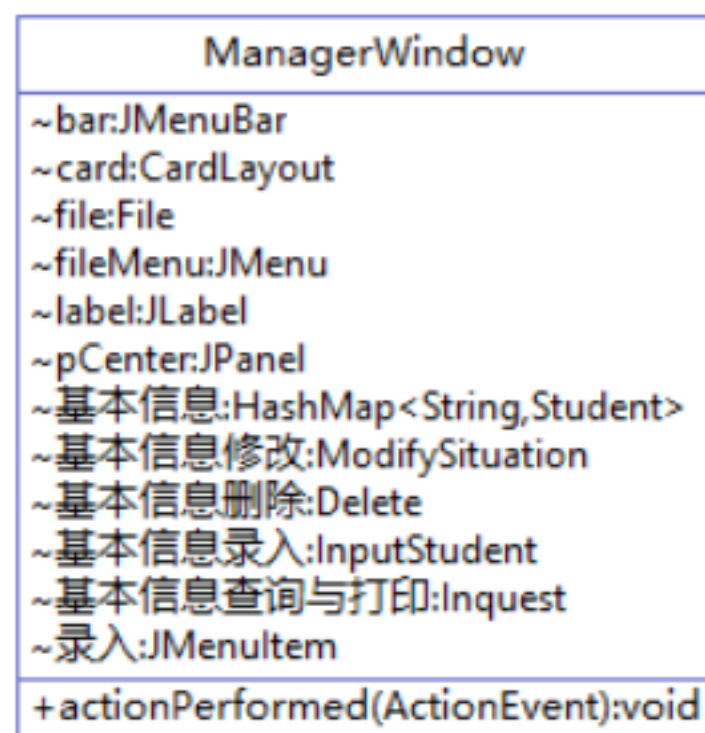 ManagerWindow
~bar:JMenuBar
~card:CardLayout
~file:File
~fileMenu:JMenu
~label:JLabel
~pCenter:JPanel
~基本信息:HashMap<String,Student>
~基本信息修改:ModifySituation
~基本信息删除:Delete
~基本信息录入:InputStudent
~基本信息查询与打印:Inquest
~录入:JMenuItem
+actionPerformed(ActionEvent):void